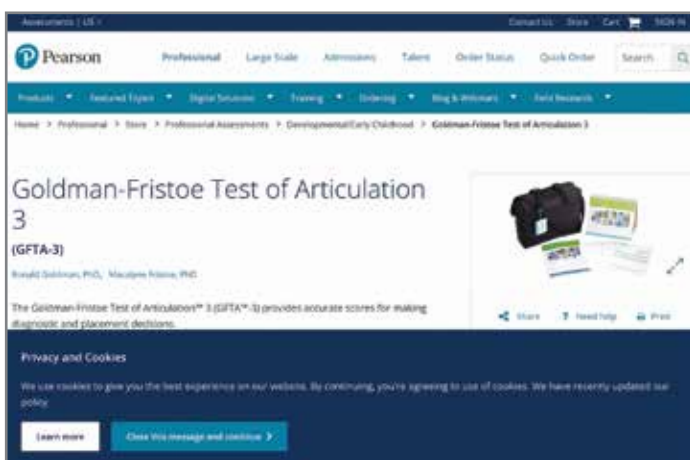 Assessments | US
Contact Us Store Cart SIGN IN
Pearson
Professional Large Scale Admissions Talent Order Status Quick Order Search
Products Featured Topics Digital Solutions Training Ordering Blog & Webinars Field Research
Home > Professional > Store > Professional Assessments > Developmental/Early Childhood > Goldman-Fristoe Test of Articulation 3
Goldman-Fristoe Test of Articulation
3
(GFTA-3)
Ronald Goldman, PhD, Macalyne Fristoe, PhD
The Goldman-Fristoe Test of Articulation™ 3 (GFTA™-3) provides accurate scores for making
diagnostic and placement decisions.
Share ? Need help Print
Privacy and Cookies
We use cookies to give you the best experience on our website. By continuing, you're agreeing to use of cookies. We have recently updated our
policy
Learn more Close this message and continue >